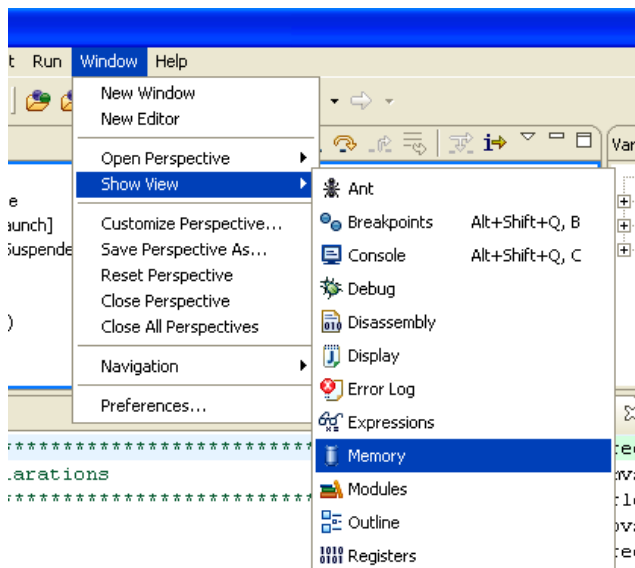 t Run Window Help
New Window
New Editor
Open Perspective
Show View
Customize Perspective...
Save Perspective As...
Reset Perspective
Close Perspective
Close All Perspectives
Navigation
Preferences...
Ant
Breakpoints Alt+Shift+Q, B
Console Alt+Shift+Q, C
Debug
Disassembly
Display
Error Log
Expressions
Memory
Modules
Outline
Registers
Var
e
aunch]
Suspende
)
****************************
larations
****************************